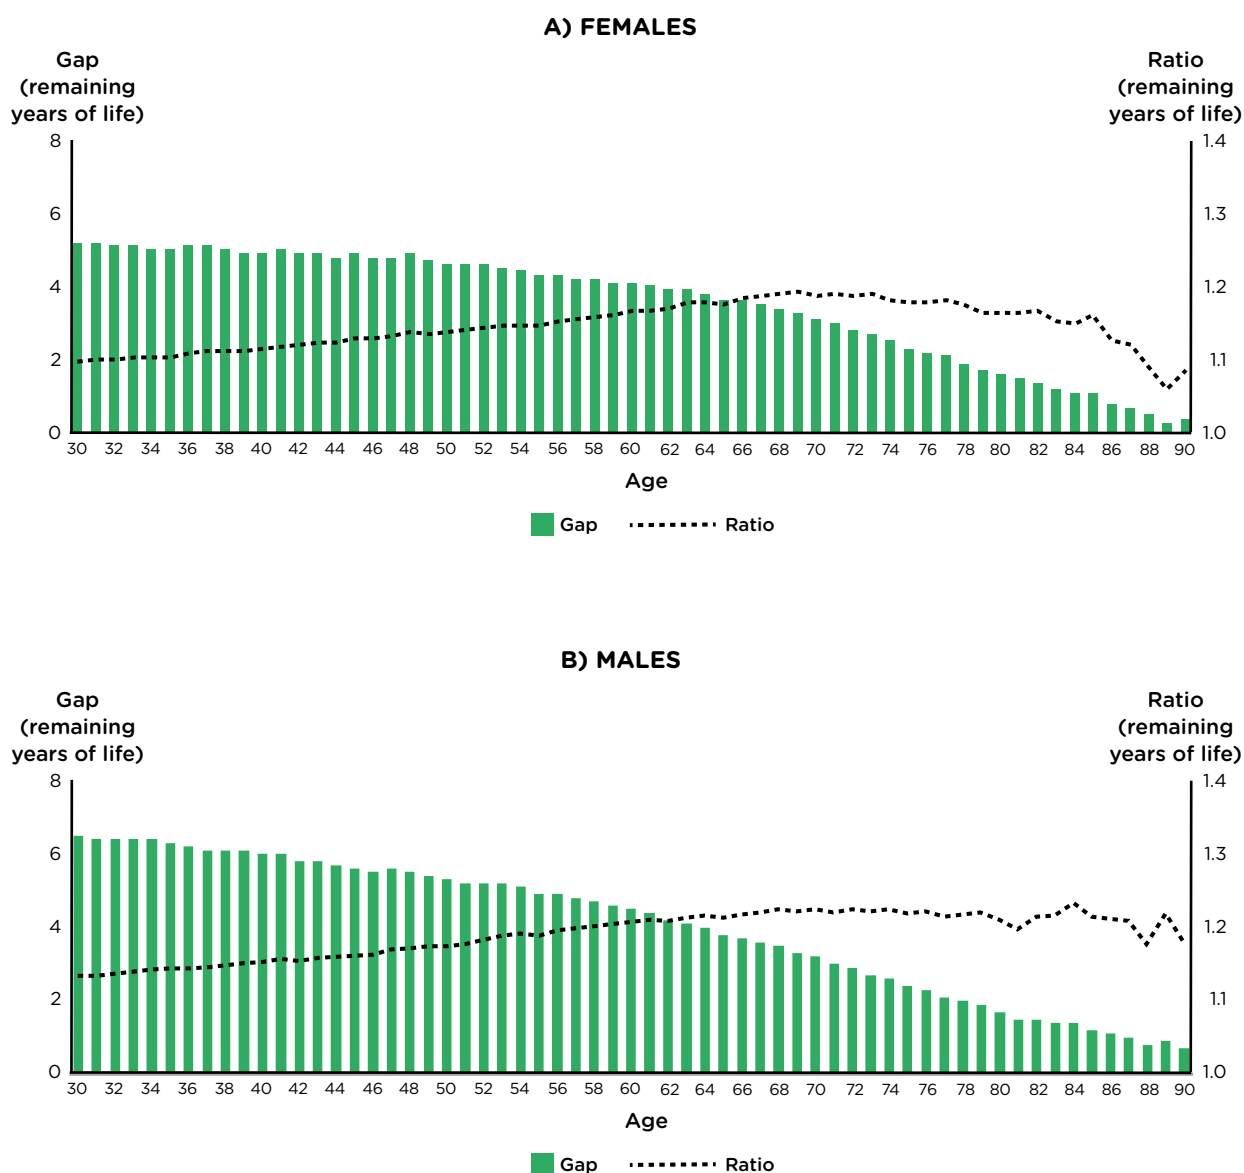 A) FEMALES
Gap
(remaining
years of life)
Ratio
(remaining
years of life)
8
6
4
2
0
1.4
1.3
1.2
1.1
1.0
30 32 34 36 38 40 42 44 46 48 50 52 54 56 58 60 62 64 66 68 70 72 74 76 78 80 82 84 86 88 90
Age
Gap Ratio
B) MALES
Gap
(remaining
years of life)
Ratio
(remaining
years of life)
8
6
4
2
0
1.4
1.3
1.2
1.1
1.0
30 32 34 36 38 40 42 44 46 48 50 52 54 56 58 60 62 64 66 68 70 72 74 76 78 80 82 84 86 88 90
Age
Gap Ratio